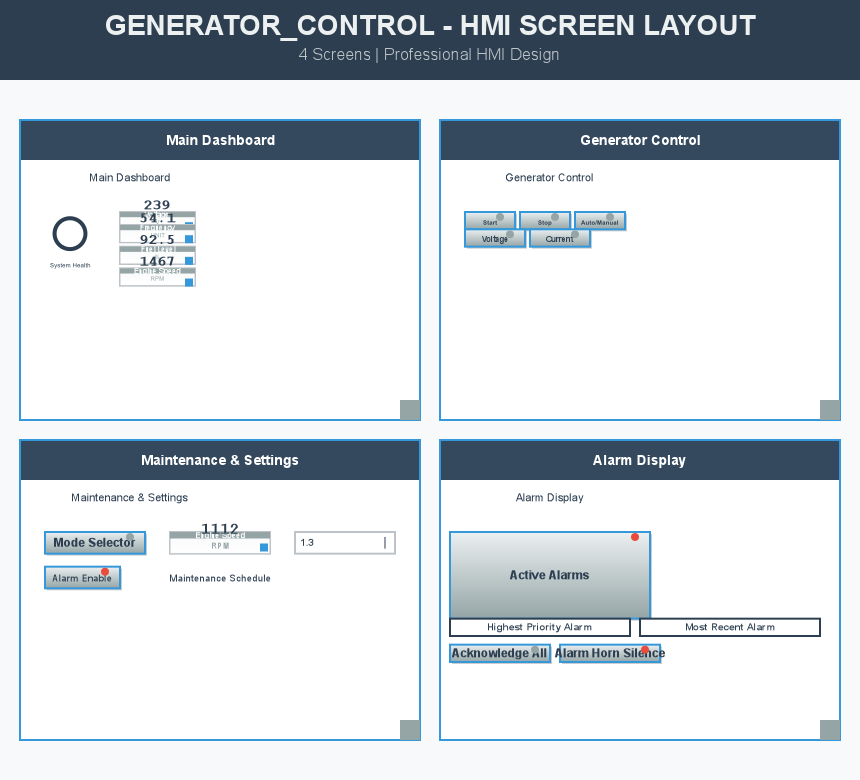 GENERATOR_CONTROL - HMI SCREEN LAYOUT
4 Screens | Professional HMI Design
Main Dashboard
Main Dashboard
239
54.1
Frequency
92.5
Fuel Level
1467
Engine Speed
RPM
System Health
Generator Control
Generator Control
Start Stop Auto/Manual
Voltage Current
Maintenance & Settings
Maintenance & Settings
Mode Selector
1112
Engine Speed
RPM
1.3
Alarm Enable
Maintenance Schedule
Alarm Display
Alarm Display
Active Alarms
Highest Priority Alarm Most Recent Alarm
Acknowledge All Alarm Horn Silence